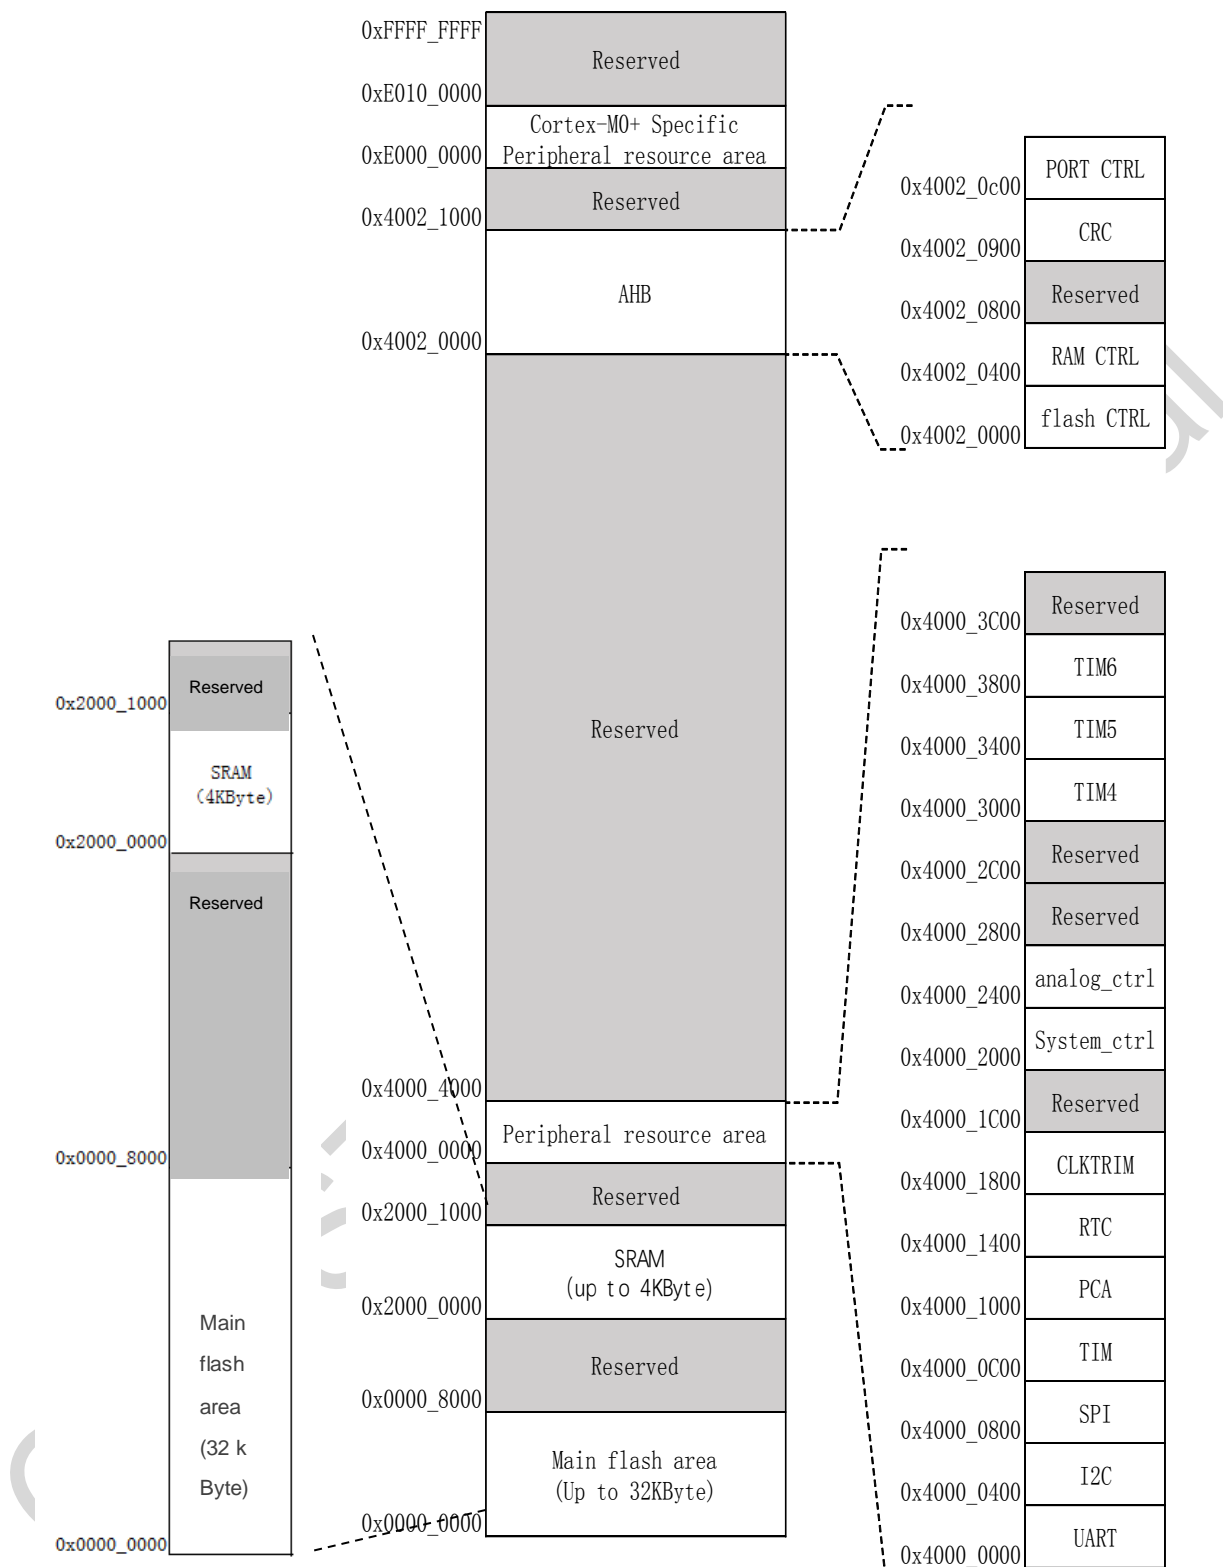 0xFFFF_FFFF
Reserved
0xE010_0000
Cortex-M0+ Specific
Peripheral resource area
0xE000_0000
Reserved
0x4002_1000
AHB
0x4002_0000
Reserved
0x4000_4000
Peripheral resource area
0x4000_0000
Reserved
0x2000_1000
SRAM
(up to 4KByte)
0x2000_0000
Reserved
0x0000_8000
Main flash area
(Up to 32KByte)
0x0000_0000
PORT CTRL
0x4002_0c00
CRC
0x4002_0900
Reserved
0x4002_0800
RAM CTRL
0x4002_0400
flash CTRL
0x4002_0000
Reserved
0x4000_3C00
TIM6
0x4000_3800
TIM5
0x4000_3400
TIM4
0x4000_3000
Reserved
0x4000_2C00
Reserved
0x4000_2800
analog_ctrl
0x4000_2400
System_ctrl
0x4000_2000
Reserved
0x4000_1C00
CLKTRIM
0x4000_1800
RTC
0x4000_1400
PCA
0x4000_1000
TIM
0x4000_0C00
SPI
0x4000_0800
I2C
0x4000_0400
UART
0x4000_0000
Reserved
0x2000_1000
SRAM
(4KByte)
0x2000_0000
Reserved
0x0000_8000
Main
flash
area
(32 k
Byte)
0x0000_0000